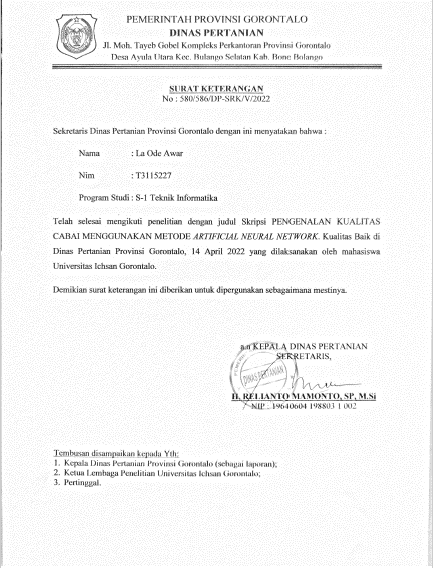 PEMERINTAH PROVINSI GORONTALO
DINAS PERTANIAN
Jl. Moh. Tayeb Gobel Kompleks Perkantoran Provinsi Gorontalo
Desa Ayula Utara Kec. Bulango Selatan Kab. Bone Bolango
SURAT KETERANGAN
No : 580/586/DP-SRK/V/2022
Sekretaris Dinas Pertanian Provinsi Gorontalo dengan ini menyatakan bahwa :
Nama : La Ode Awar
Nim : T3115227
Program Studi : S-1 Teknik Informatika
Telah selesai mengikuti penelitian dengan judul Skripsi PENGENALAN KUALITAS
CABAI MENGGUNAKAN METODE ARTIFICIAL NEURAL NETWORK. Kualitas Baik di
Dinas Pertanian Provinsi Gorontalo, 14 April 2022 yang dilaksanakan oleh mahasiswa
Universitas Ichsan Gorontalo.
Demikian surat keterangan ini diberikan untuk dipergunakan sebagaimana mestinya.
a.n KEPALA DINAS PERTANIAN
SEKRETARIS,
DINAS PERTANIAN
H. RELIANTO MAMONTO, SP, M.Si
NIP . 19640604 198803 1 002
Tembusan disampaikan kepada Yth:
1. Kepala Dinas Pertanian Provinsi Gorontalo (sebagai laporan);
2. Ketua Lembaga Penelitian Universitas Ichsan Gorontalo;
3. Pertinggal.